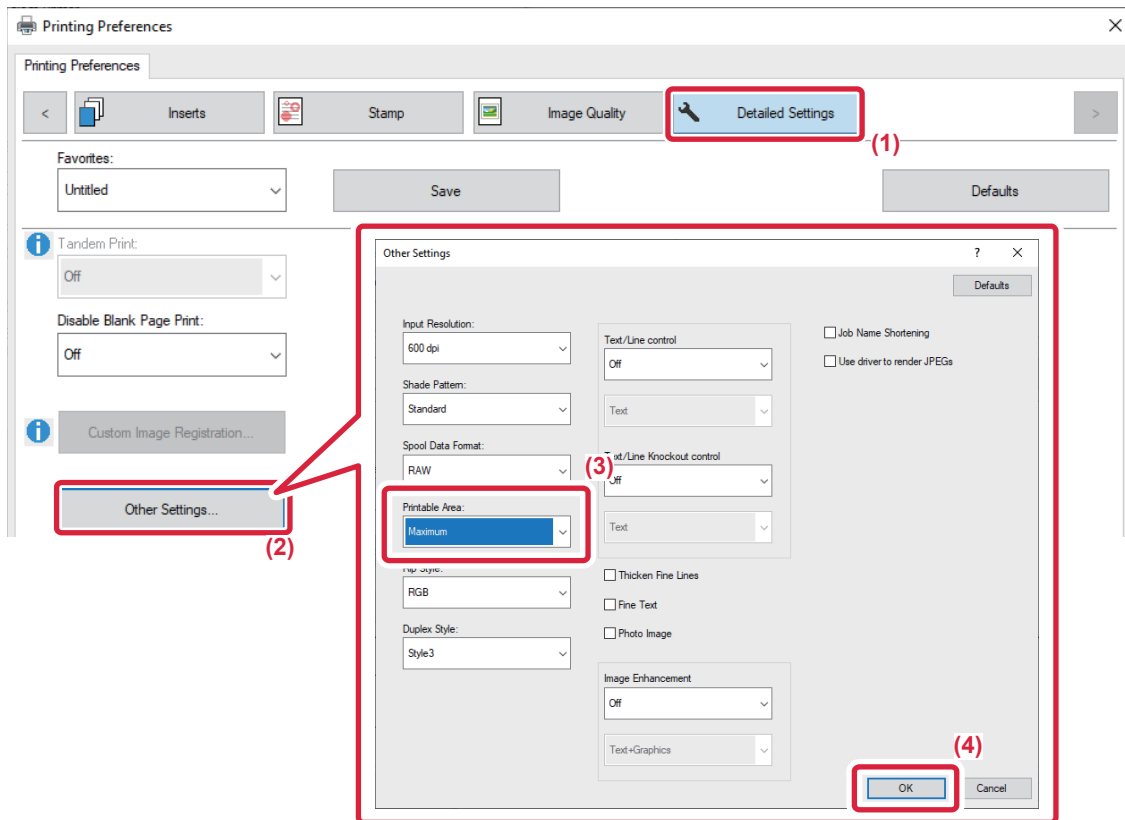 Printing Preferences
Printing Preferences
<
Inserts
Stamp
Image Quality
Detailed Settings
>
(1)
Favorites:
Untitled
Save
Defaults
Tandem Print:
Off
Disable Blank Page Print:
Off
Custom Image Registration...
Other Settings...
(2)
Other Settings
?
Defaults
Input Resolution:
600 dpi
Shade Pattern:
Standard
Spool Data Format:
RAW
(3)
Printable Area:
Maximum
Rip Style:
RGB
Duplex Style:
Style3
Text/Line control
Off
Text
Text/Line Knockout control
Off
Text
Thicken Fine Lines
Fine Text
Photo Image
Image Enhancement
Off
Text+Graphics
Job Name Shortening
Use driver to render JPEGs
(4)
OK
Cancel